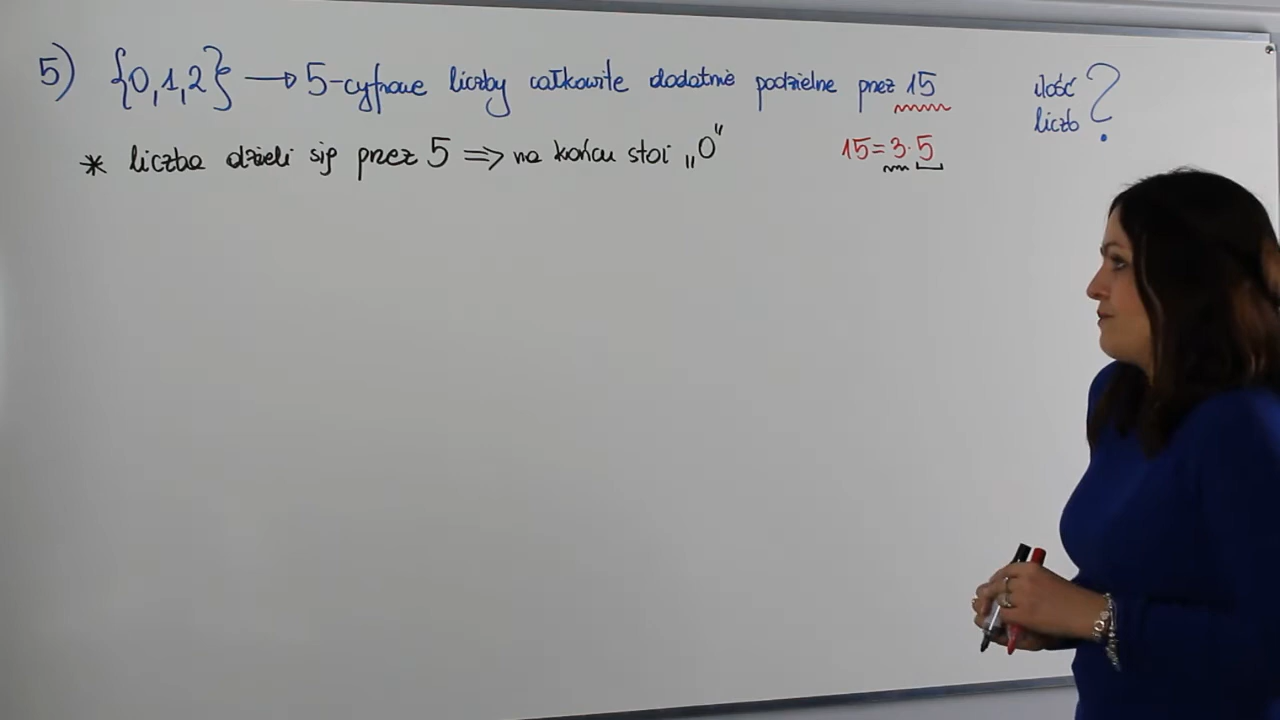 5) {0,1,2} → 5-cyfrowe liczby całkowite dodatnie podzielne przez 15 ilość liczb ?
* liczba dzieli się przez 5 ⇒ na końcu stoi „0" 15=3·5